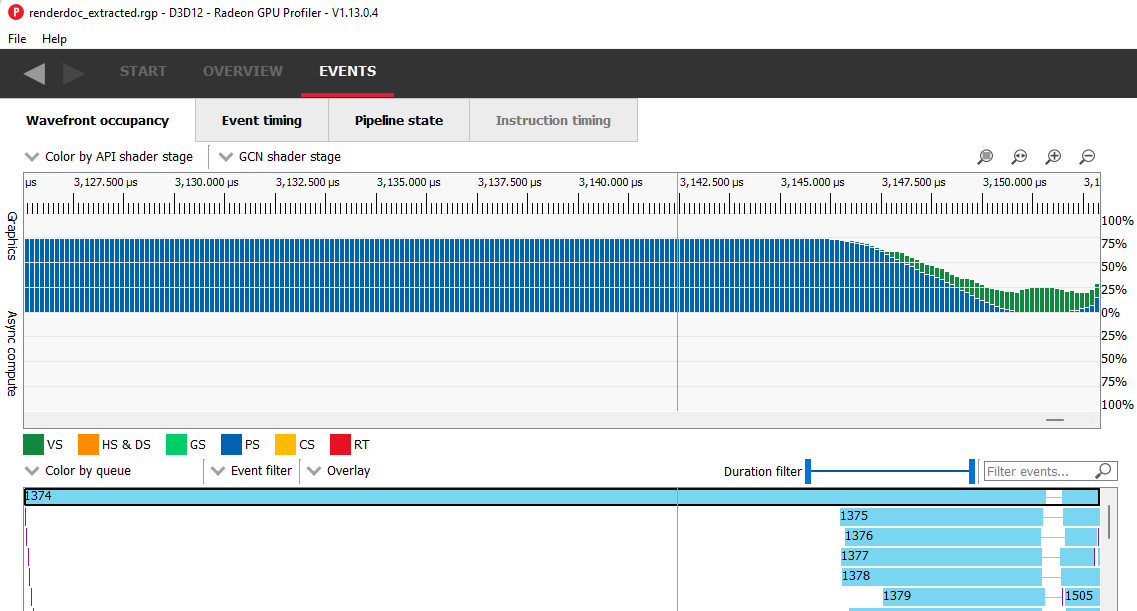 renderdoc_extracted.rgp - D3D12 - Radeon GPU Profiler - V1.13.0.4
File Help
START OVERVIEW EVENTS
Wavefront occupancy Event timing Pipeline state Instruction timing
Color by API shader stage GCN shader stage
µs 3,127.500 µs 3,130.000 µs 3,132.500 µs 3,135.000 µs 3,137.500 µs 3,140.000 µs 3,142.500 µs 3,145.000 µs 3,147.500 µs 3,150.000 µs 3,1
Graphics
100%
75%
50%
25%
0%
Async compute
25%
50%
75%
100%
VS HS & DS GS PS CS RT
Color by queue Event filter Overlay Duration filter Filter events...
1374
1375
1376
1377
1378
1379 1505